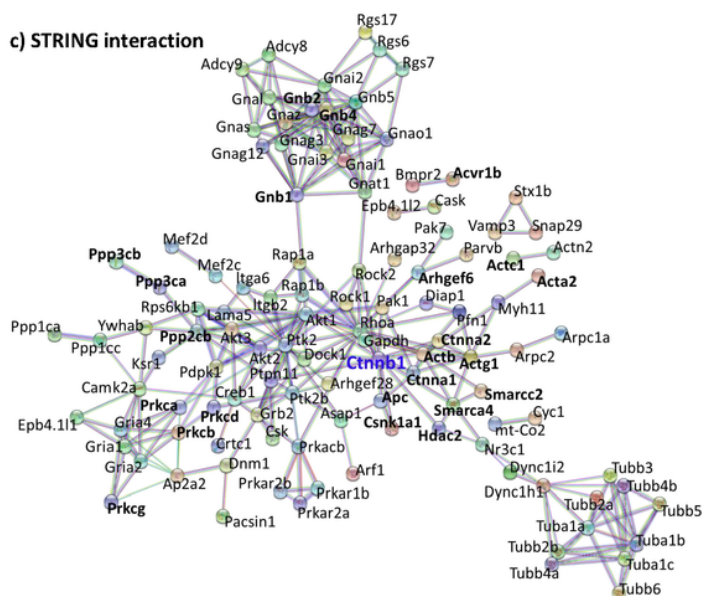 c) STRING interaction
Rgs17
Rgs6
Rgs7
Adcy8
Adcy9
Gnai2
Gnal
Gnb2
Gnb5
Gnaz
Gnb4
Gnas
Gnag7
Gnag3
Gnao1
Gnag12
Gnai3
Gnai1
Gnat1
Gnb1
Bmpr2
Acvr1b
Epb4.1l2
Cask
Stx1b
Vamp3
Snap29
Pak7
Mef2d
Rap1a
Arhgap32
Parvb
Ppp3cb
Mef2c
Rock2
Actc1
Actn2
Ppp3ca
Itga6
Rap1b
Arhgef6
Acta2
Rps6kb1
Itgb2
Rock1
Pak1
Diap1
Myh11
Lama5
Akt1
Rhoa
Pfn1
Ppp1ca
Ywhab
Ppp2cb
Akt3
Ptk2
Gapdh
Ctnna2
Arpc1a
Ppp1cc
Akt2
Dock1
Ctnnb1
Actb
Actg1
Arpc2
Ksr1
Pdpk1
Ptpn11
Ctnna1
Camk2a
Creb1
Arhgef28
Smarcc2
Prkca
Ptk2b
Apc
Smarca4
Prkcd
Grb2
Asap1
Csnk1a1
Cyc1
Epb4.1l1
Gria4
Prkcb
Csk
Hdac2
mt-Co2
Gria1
Crtc1
Prkacb
Nr3c1
Gria2
Dnm1
Arf1
Dync1i2
Tubb3
Ap2a2
Prkar2b
Prkar1b
Dync1h1
Tubb4b
Prkcg
Prkar2a
Tubb2a
Tubb5
Pacsin1
Tuba1a
Tuba1b
Tubb2b
Tuba1c
Tubb4a
Tubb6